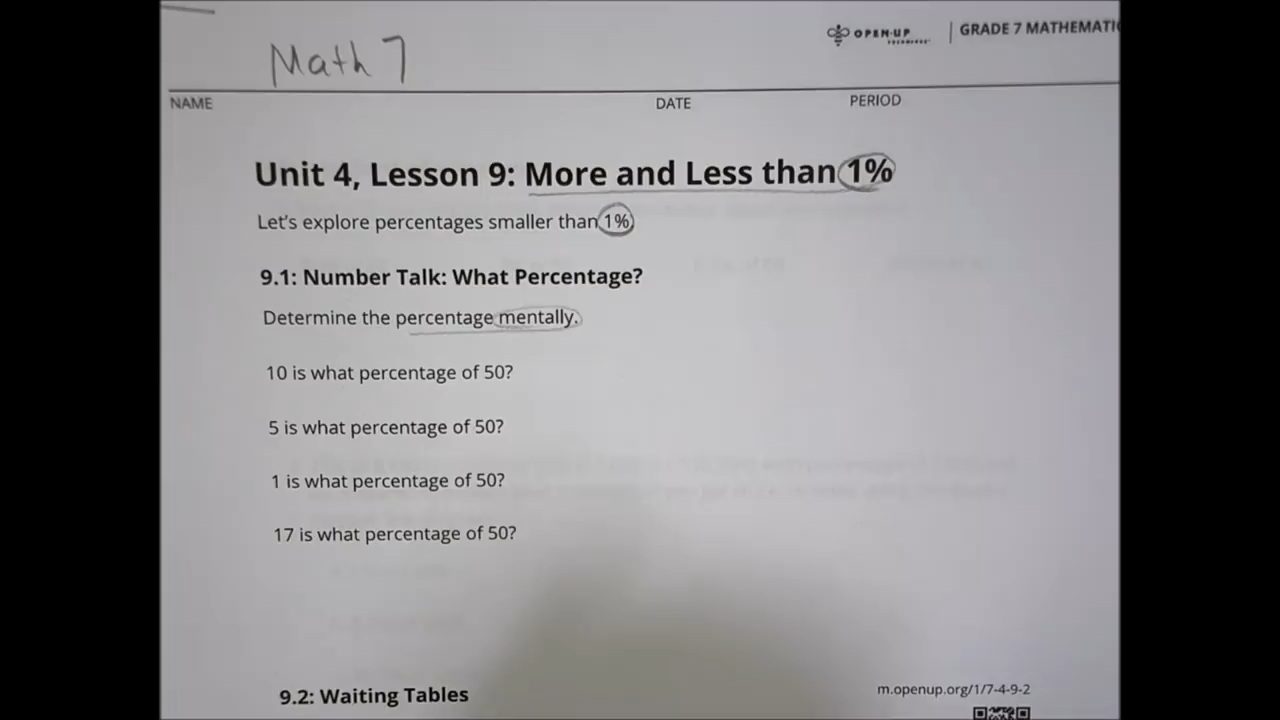 Math 7
OPEN-UP
GRADE 7 MATHEMATI
NAME DATE PERIOD
Unit 4, Lesson 9: More and Less than 1%
Let's explore percentages smaller than 1%
9.1: Number Talk: What Percentage?
Determine the percentage mentally.
10 is what percentage of 50?
5 is what percentage of 50?
1 is what percentage of 50?
17 is what percentage of 50?
9.2: Waiting Tables
m.openup.org/1/7-4-9-2